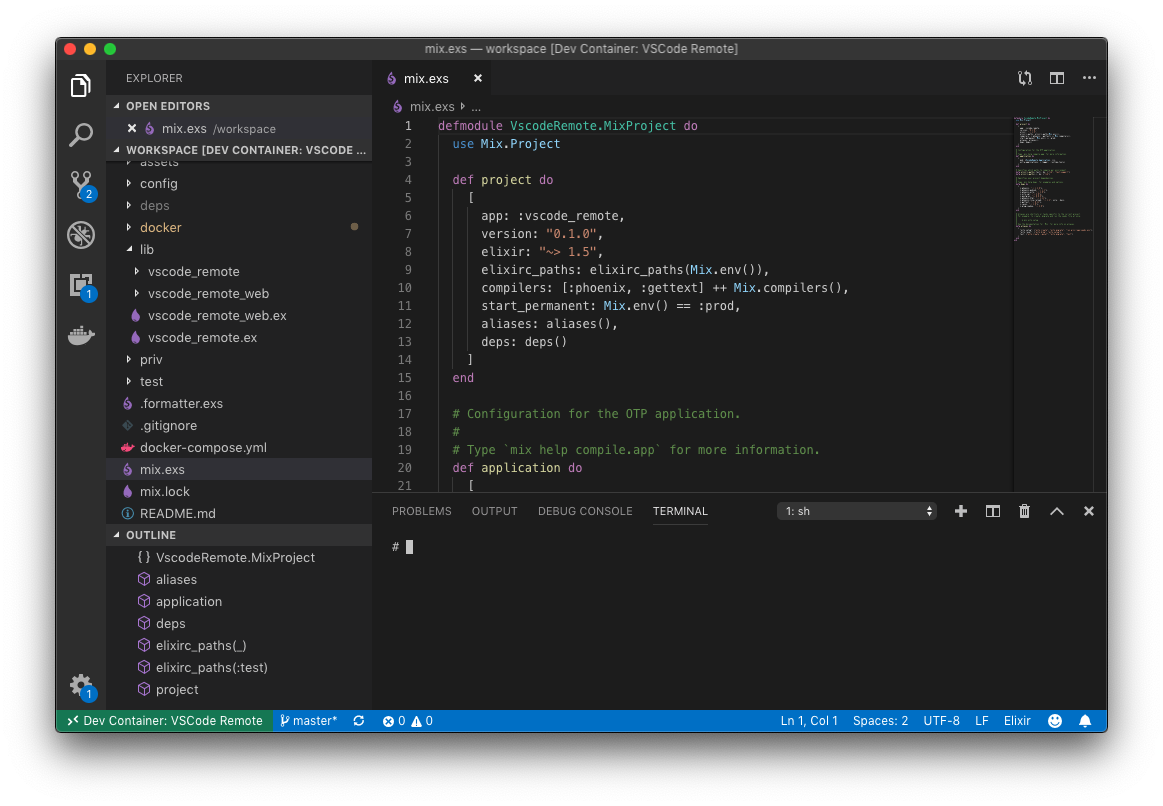 mix.exs — workspace [Dev Container: VSCode Remote]
EXPLORER
OPEN EDITORS
mix.exs /workspace
WORKSPACE [DEV CONTAINER: VSCODE ...
assets
config
deps
docker
lib
vscode_remote
vscode_remote_web
vscode_remote_web.ex
vscode_remote.ex
priv
test
.formatter.exs
.gitignore
docker-compose.yml
mix.exs
mix.lock
README.md
OUTLINE
{ } VscodeRemote.MixProject
aliases
application
deps
elixirc_paths(_)
elixirc_paths(:test)
project
2
1
1
mix.exs
mix.exs ...
1 defmodule VscodeRemote.MixProject do
2 use Mix.Project
3
4 def project do
5 [
6 app: :vscode_remote,
7 version: "0.1.0",
8 elixir: "~> 1.5",
9 elixirc_paths: elixirc_paths(Mix.env()),
10 compilers: [:phoenix, :gettext] ++ Mix.compilers(),
11 start_permanent: Mix.env() == :prod,
12 aliases: aliases(),
13 deps: deps()
14 ]
15 end
16
17 # Configuration for the OTP application.
18 #
19 # Type `mix help compile.app` for more information.
20 def application do
21 [
PROBLEMS OUTPUT DEBUG CONSOLE TERMINAL 1: sh
#
Dev Container: VSCode Remote master* 0 0 Ln 1, Col 1 Spaces: 2 UTF-8 LF Elixir